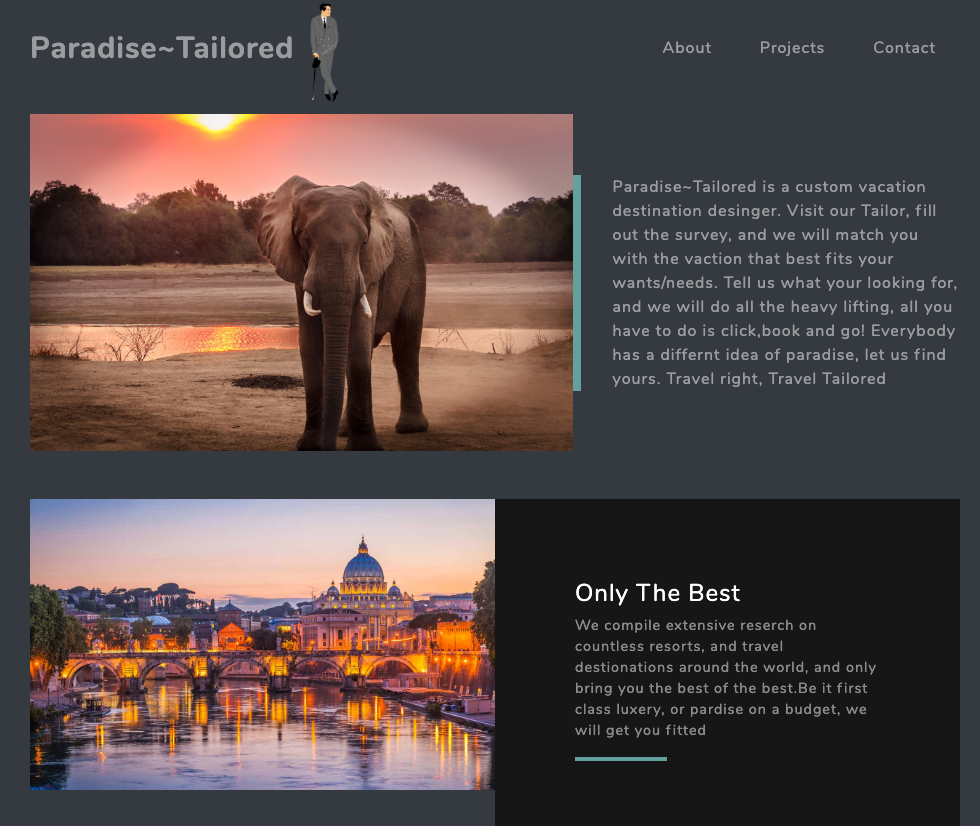 Paradise~Tailored
About Projects Contact
Paradise~Tailored is a custom vacation
destination desinger. Visit our Tailor, fill
out the survey, and we will match you
with the vaction that best fits your
wants/needs. Tell us what your looking for,
and we will do all the heavy lifting, all you
have to do is click,book and go! Everybody
has a differnt idea of paradise, let us find
yours. Travel right, Travel Tailored
Only The Best
We compile extensive reserch on
countless resorts, and travel
destionations around the world, and only
bring you the best of the best.Be it first
class luxery, or pardise on a budget, we
will get you fitted